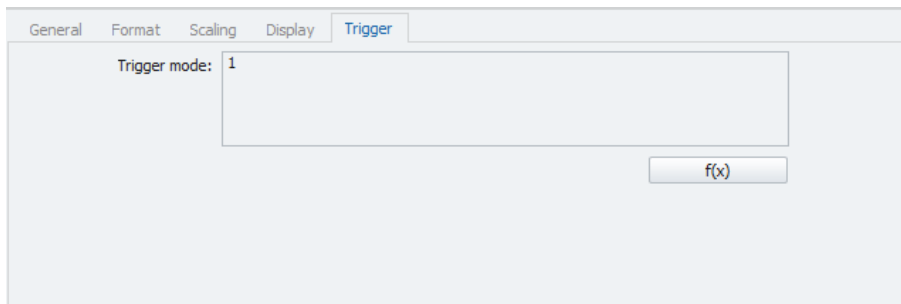 General Format Scaling Display Trigger
Trigger mode: 1
f(x)